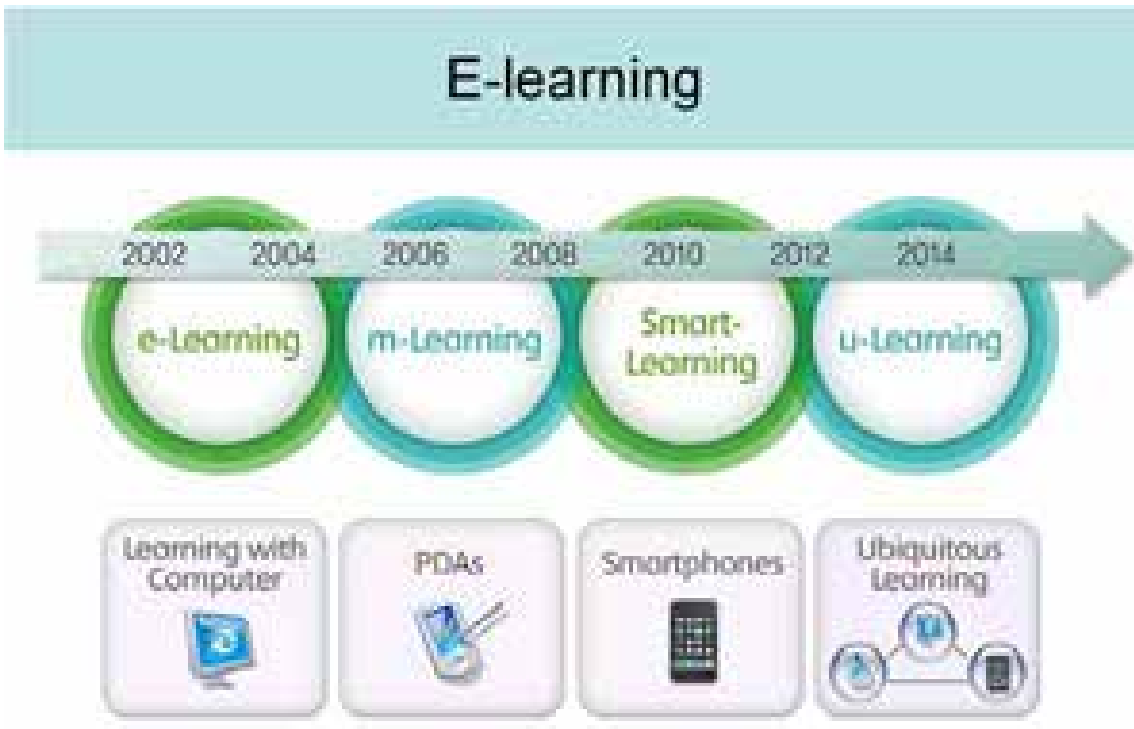 E-learning
2002 2004 2006 2008 2010 2012 2014
e-Learning
m-Learning
Smart-
Learning
u-Learning
Learning with
Computer
PDAs
Smartphones
Ubiquitous
Learning